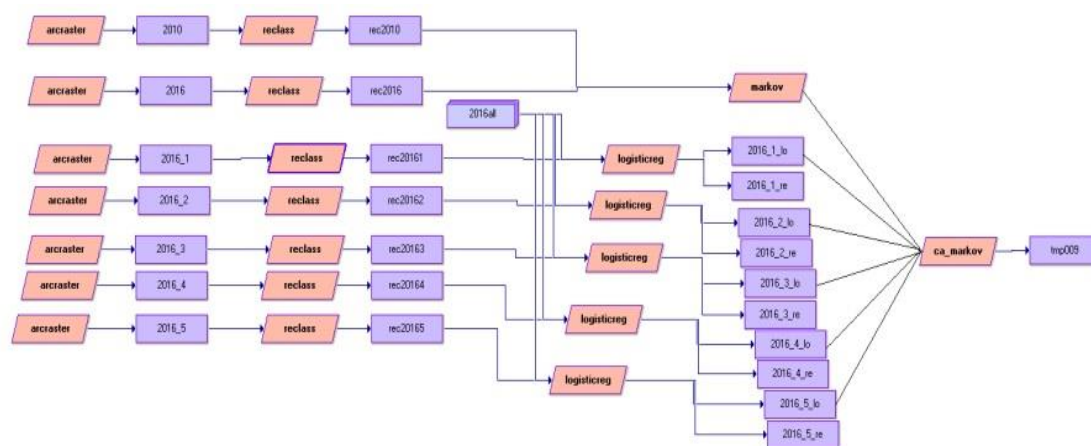 arcraster 2010 reclass rec2010
arcraster 2016 reclass rec2016 markov
2016all
arcraster 2016_1 reclass rec20161 logisticreg 2016_1_lo
2016_1_re
arcraster 2016_2 reclass rec20162 logisticreg 2016_2_lo
2016_2_re
arcraster 2016_3 reclass rec20163 logisticreg ca_markov tmp009
2016_3_lo
arcraster 2016_4 reclass rec20164
2016_3_re
arcraster 2016_5 reclass rec20165 logisticreg 2016_4_lo
2016_4_re
logisticreg
2016_5_lo
2016_5_re